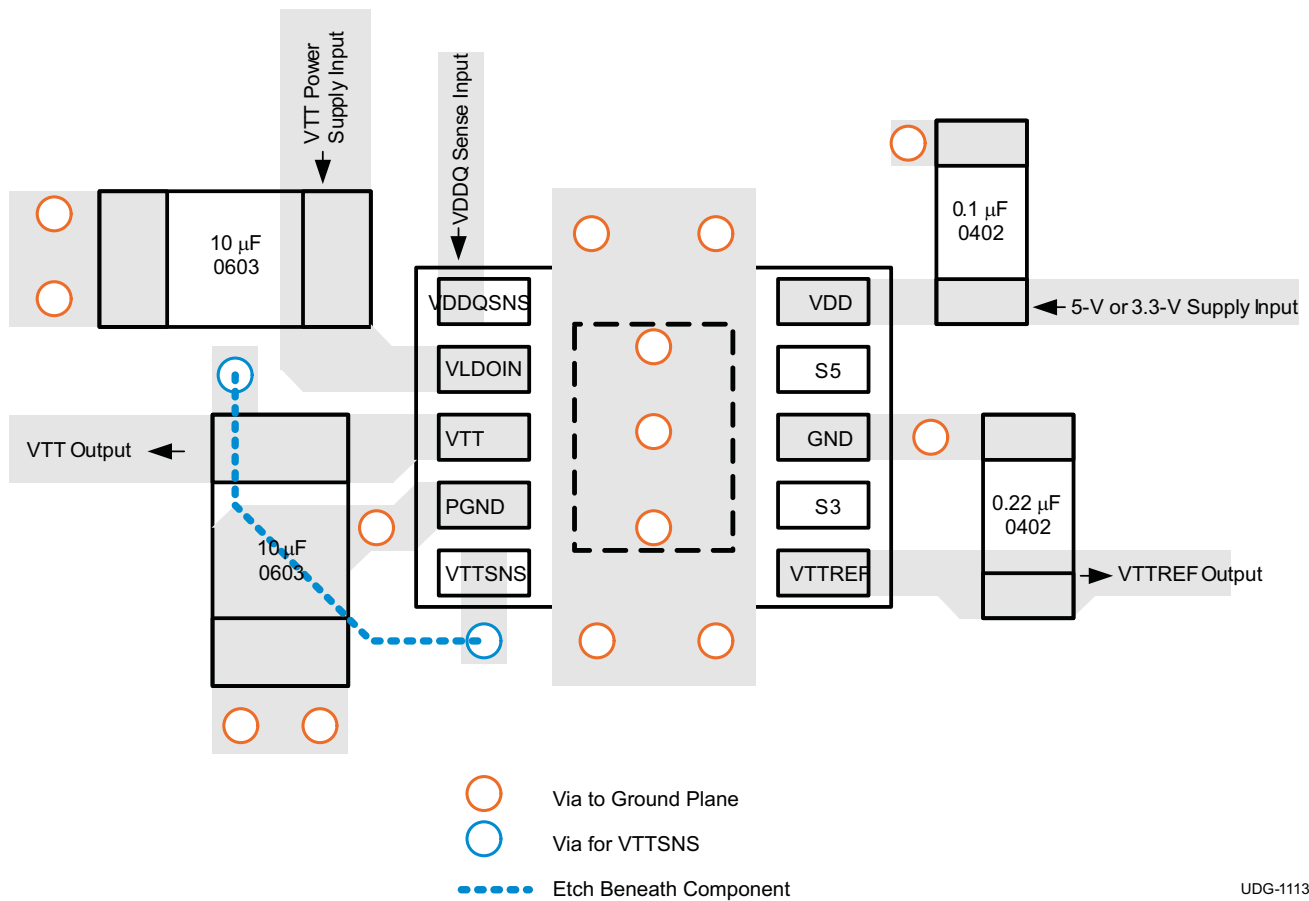 VTT Power
Supply Input
VDDQ Sense Input
0.1 μF
0402
10 μF
0603
VDDQSNS
VDD
5-V or 3.3-V Supply Input
VLDOIN
S5
VTT Output
VTT
GND
PGND
S3
0.22 μF
0402
10 μF
0603
VTTSNS
VTTREF
VTTREF Output
Via to Ground Plane
Via for VTTSNS
Etch Beneath Component
UDG-1113